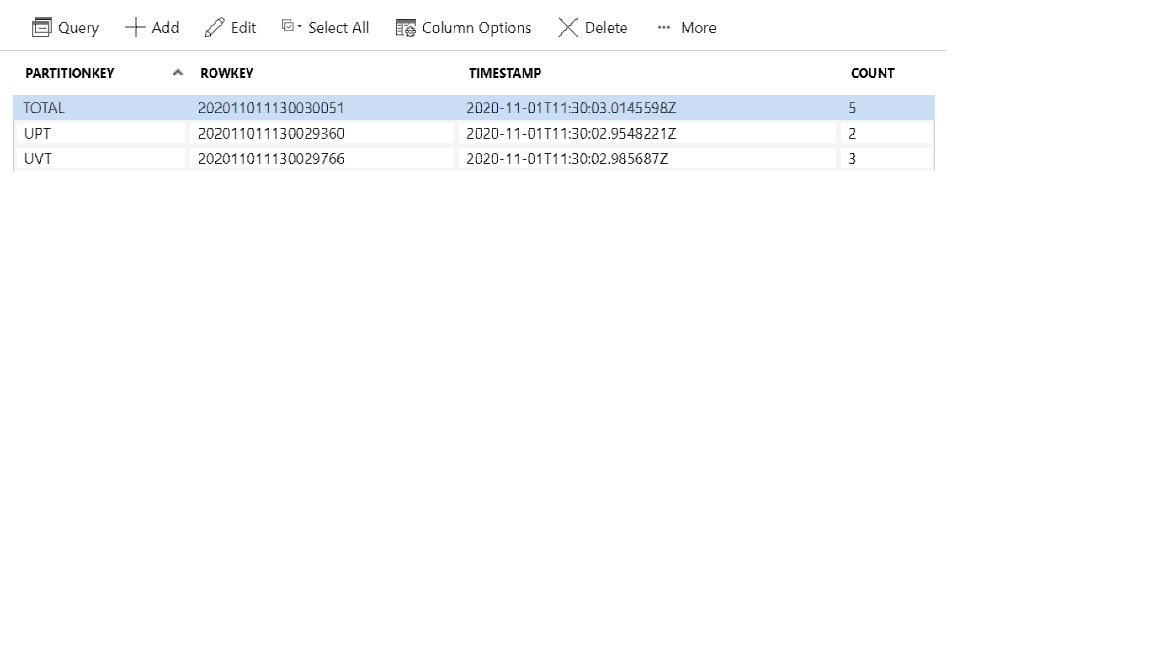 Query Add Edit Select All Column Options Delete ··· More
PARTITIONKEY ROWKEY TIMESTAMP COUNT
TOTAL 202011011130030051 2020-11-01T11:30:03.0145598Z 5
UPT 202011011130029360 2020-11-01T11:30:02.9548221Z 2
UVT 202011011130029766 2020-11-01T11:30:02.985687Z 3